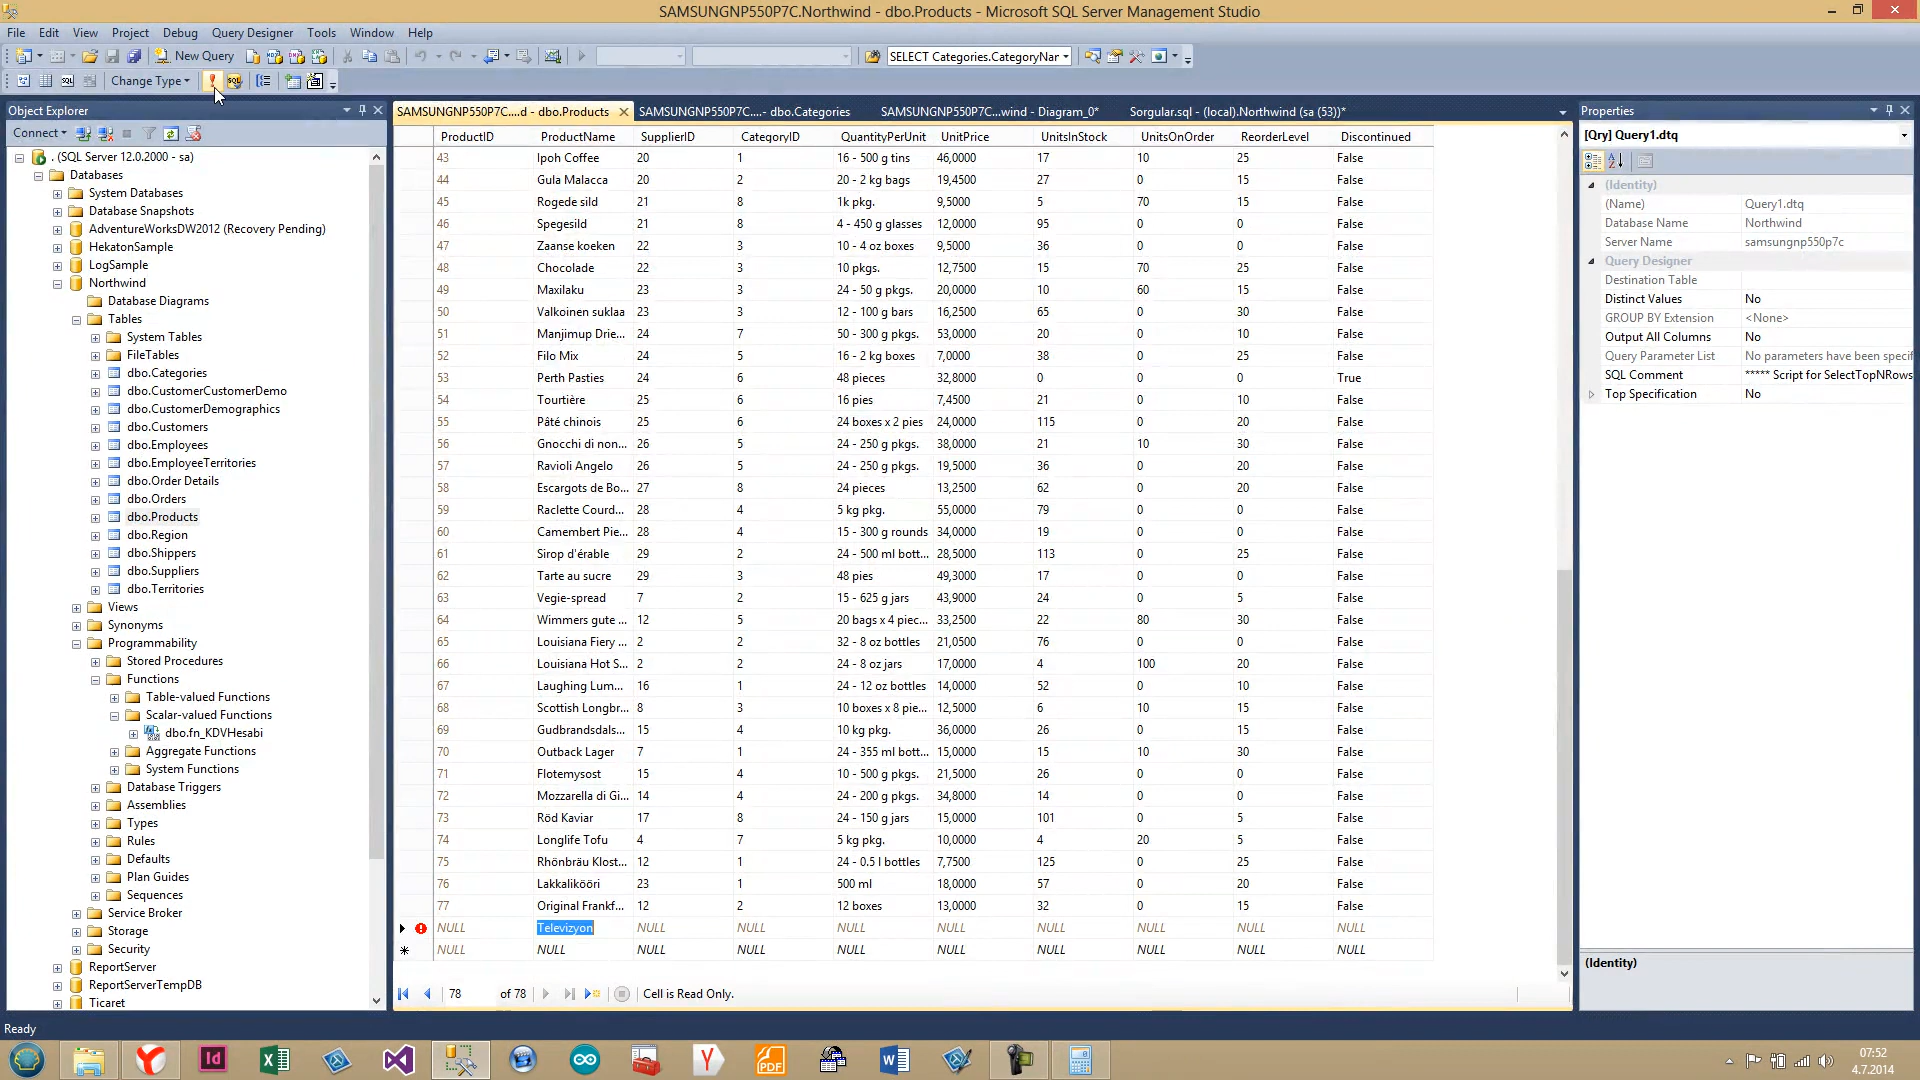 SAMSUNGNP550P7C.Northwind - dbo.Products - Microsoft SQL Server Management Studio
File Edit View Project Debug Query Designer Tools Window Help
New Query SELECT Categories.CategoryNar
Change Type
Object Explorer
Connect
. (SQL Server 12.0.2000 - sa)
Databases
System Databases
Database Snapshots
AdventureWorksDW2012 (Recovery Pending)
HekatonSample
LogSample
Northwind
Database Diagrams
Tables
System Tables
FileTables
dbo.Categories
dbo.CustomerCustomerDemo
dbo.CustomerDemographics
dbo.Customers
dbo.Employees
dbo.EmployeeTerritories
dbo.Order Details
dbo.Orders
dbo.Products
dbo.Region
dbo.Shippers
dbo.Suppliers
dbo.Territories
Views
Synonyms
Programmability
Stored Procedures
Functions
Table-valued Functions
Scalar-valued Functions
dbo.fn_KDVHesabi
Aggregate Functions
System Functions
Database Triggers
Assemblies
Types
Rules
Defaults
Plan Guides
Sequences
Service Broker
Storage
Security
ReportServer
ReportServerTempDB
Ticaret
SAMSUNGNP550P7C....d - dbo.Products SAMSUNGNP550P7C....- dbo.Categories SAMSUNGNP550P7C...wind - Diagram_0* Sorgular.sql - (local).Northwind (sa (53))*
ProductID ProductName SupplierID CategoryID QuantityPerUnit UnitPrice UnitsInStock UnitsOnOrder ReorderLevel Discontinued
43 Ipoh Coffee 20 1 16 - 500 g tins 46,0000 17 10 25 False
44 Gula Malacca 20 2 20 - 2 kg bags 19,4500 27 0 15 False
45 Rogede sild 21 8 1k pkg. 9,5000 5 70 15 False
46 Spegesild 21 8 4 - 450 g glasses 12,0000 95 0 0 False
47 Zaanse koeken 22 3 10 - 4 oz boxes 9,5000 36 0 0 False
48 Chocolade 22 3 10 pkgs. 12,7500 15 70 25 False
49 Maxilaku 23 3 24 - 50 g pkgs. 20,0000 10 60 15 False
50 Valkoinen suklaa 23 3 12 - 100 g bars 16,2500 65 0 30 False
51 Manjimup Drie... 24 7 50 - 300 g pkgs. 53,0000 20 0 10 False
52 Filo Mix 24 5 16 - 2 kg boxes 7,0000 38 0 25 False
53 Perth Pasties 24 6 48 pieces 32,8000 0 0 0 True
54 Tourtière 25 6 16 pies 7,4500 21 0 10 False
55 Pâté chinois 25 6 24 boxes x 2 pies 24,0000 115 0 20 False
56 Gnocchi di non... 26 5 24 - 250 g pkgs. 38,0000 21 10 30 False
57 Ravioli Angelo 26 5 24 - 250 g pkgs. 19,5000 36 0 20 False
58 Escargots de Bo... 27 8 24 pieces 13,2500 62 0 20 False
59 Raclette Courd... 28 4 5 kg pkg. 55,0000 79 0 0 False
60 Camembert Pie... 28 4 15 - 300 g rounds 34,0000 19 0 0 False
61 Sirop d'érable 29 2 24 - 500 ml bott... 28,5000 113 0 25 False
62 Tarte au sucre 29 3 48 pies 49,3000 17 0 0 False
63 Vegie-spread 7 2 15 - 625 g jars 43,9000 24 0 5 False
64 Wimmers gute ... 12 5 20 bags x 4 piec... 33,2500 22 80 30 False
65 Louisiana Fiery ... 2 2 32 - 8 oz bottles 21,0500 76 0 0 False
66 Louisiana Hot S... 2 2 24 - 8 oz jars 17,0000 4 100 20 False
67 Laughing Lum... 16 1 24 - 12 oz bottles 14,0000 52 0 10 False
68 Scottish Longbr... 8 3 10 boxes x 8 pie... 12,5000 6 10 15 False
69 Gudbrandsdals... 15 4 10 kg pkg. 36,0000 26 0 15 False
70 Outback Lager 7 1 24 - 355 ml bott... 15,0000 15 10 30 False
71 Flotemysost 15 4 10 - 500 g pkgs. 21,5000 26 0 0 False
72 Mozzarella di Gi... 14 4 24 - 200 g pkgs. 34,8000 14 0 0 False
73 Röd Kaviar 17 8 24 - 150 g jars 15,0000 101 0 5 False
74 Longlife Tofu 4 7 5 kg pkg. 10,0000 4 20 5 False
75 Rhönbräu Klost... 12 1 24 - 0.5 l bottles 7,7500 125 0 25 False
76 Lakkalikööri 23 1 500 ml 18,0000 57 0 20 False
77 Original Frankf... 12 2 12 boxes 13,0000 32 0 15 False
NULL Televizyon NULL NULL NULL NULL NULL NULL NULL NULL
NULL NULL NULL NULL NULL NULL NULL NULL NULL NULL
78 of 78 Cell is Read Only.
Properties
[Qry] Query1.dtq
(Identity)
(Name) Query1.dtq
Database Name Northwind
Server Name samsungnp550p7c
Query Designer
Destination Table
Distinct Values No
GROUP BY Extension <None>
Output All Columns No
Query Parameter List No parameters have been specif
SQL Comment ***** Script for SelectTopNRows
Top Specification No
(Identity)
Ready
07:52
4.7.2014